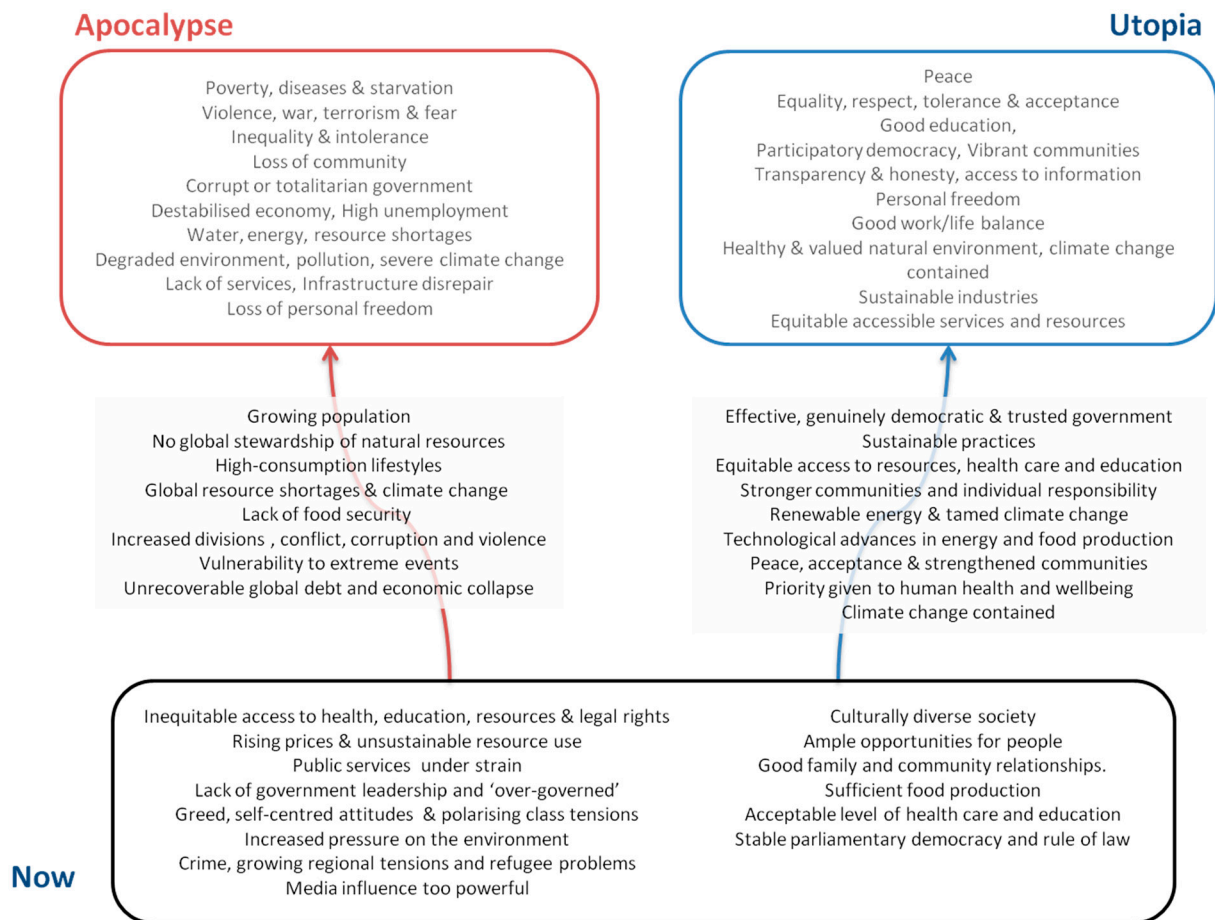 Apocalypse
Poverty, diseases & starvation
Violence, war, terrorism & fear
Inequality & intolerance
Loss of community
Corrupt or totalitarian government
Destabilised economy, High unemployment
Water, energy, resource shortages
Degraded environment, pollution, severe climate change
Lack of services, Infrastructure disrepair
Loss of personal freedom
Utopia
Peace
Equality, respect, tolerance & acceptance
Good education,
Participatory democracy, Vibrant communities
Transparency & honesty, access to information
Personal freedom
Good work/life balance
Healthy & valued natural environment, climate change
contained
Sustainable industries
Equitable accessible services and resources
Growing population
No global stewardship of natural resources
High-consumption lifestyles
Global resource shortages & climate change
Lack of food security
Increased divisions , conflict, corruption and violence
Vulnerability to extreme events
Unrecoverable global debt and economic collapse
Effective, genuinely democratic & trusted government
Sustainable practices
Equitable access to resources, health care and education
Stronger communities and individual responsibility
Renewable energy & tamed climate change
Technological advances in energy and food production
Peace, acceptance & strengthened communities
Priority given to human health and wellbeing
Climate change contained
Now
Inequitable access to health, education, resources & legal rights
Rising prices & unsustainable resource use
Public services under strain
Lack of government leadership and ‘over-governed’
Greed, self-centred attitudes & polarising class tensions
Increased pressure on the environment
Crime, growing regional tensions and refugee problems
Media influence too powerful
Culturally diverse society
Ample opportunities for people
Good family and community relationships.
Sufficient food production
Acceptable level of health care and education
Stable parliamentary democracy and rule of law